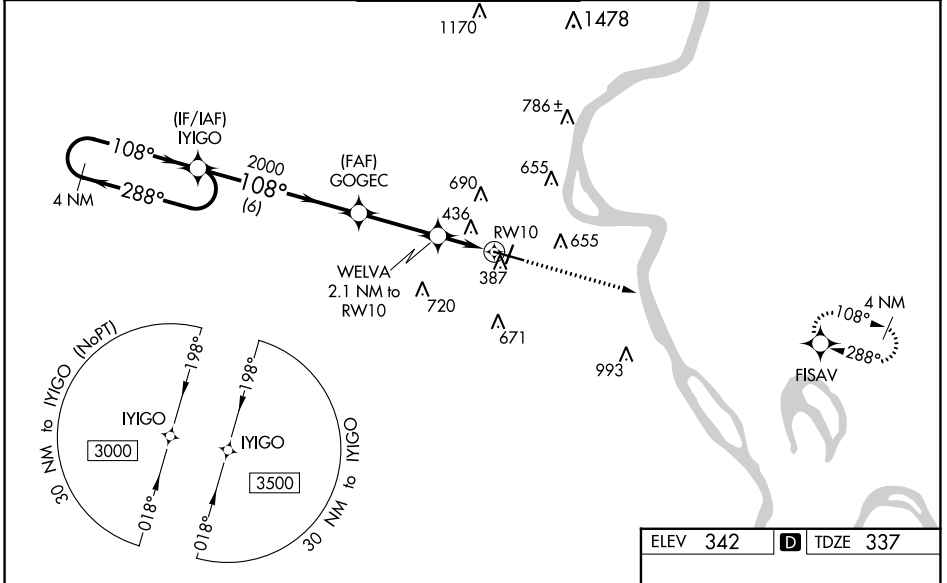 1170
1478
786±
(IF/IAF)
IYIGO
108°
288°
4 NM
2000
108°
(6)
(FAF)
GOGEC
690
655
436
RW10
655
387
WELVA
2.1 NM to
RW10
720
671
993
4 NM
108°
288°
FISAV
30 NM to IYIGO (NoPT)
198°
IYIGO
3000
018°
198°
IYIGO
3500
018°
30 NM to IYIGO
ELEV 342 D TDZE 337